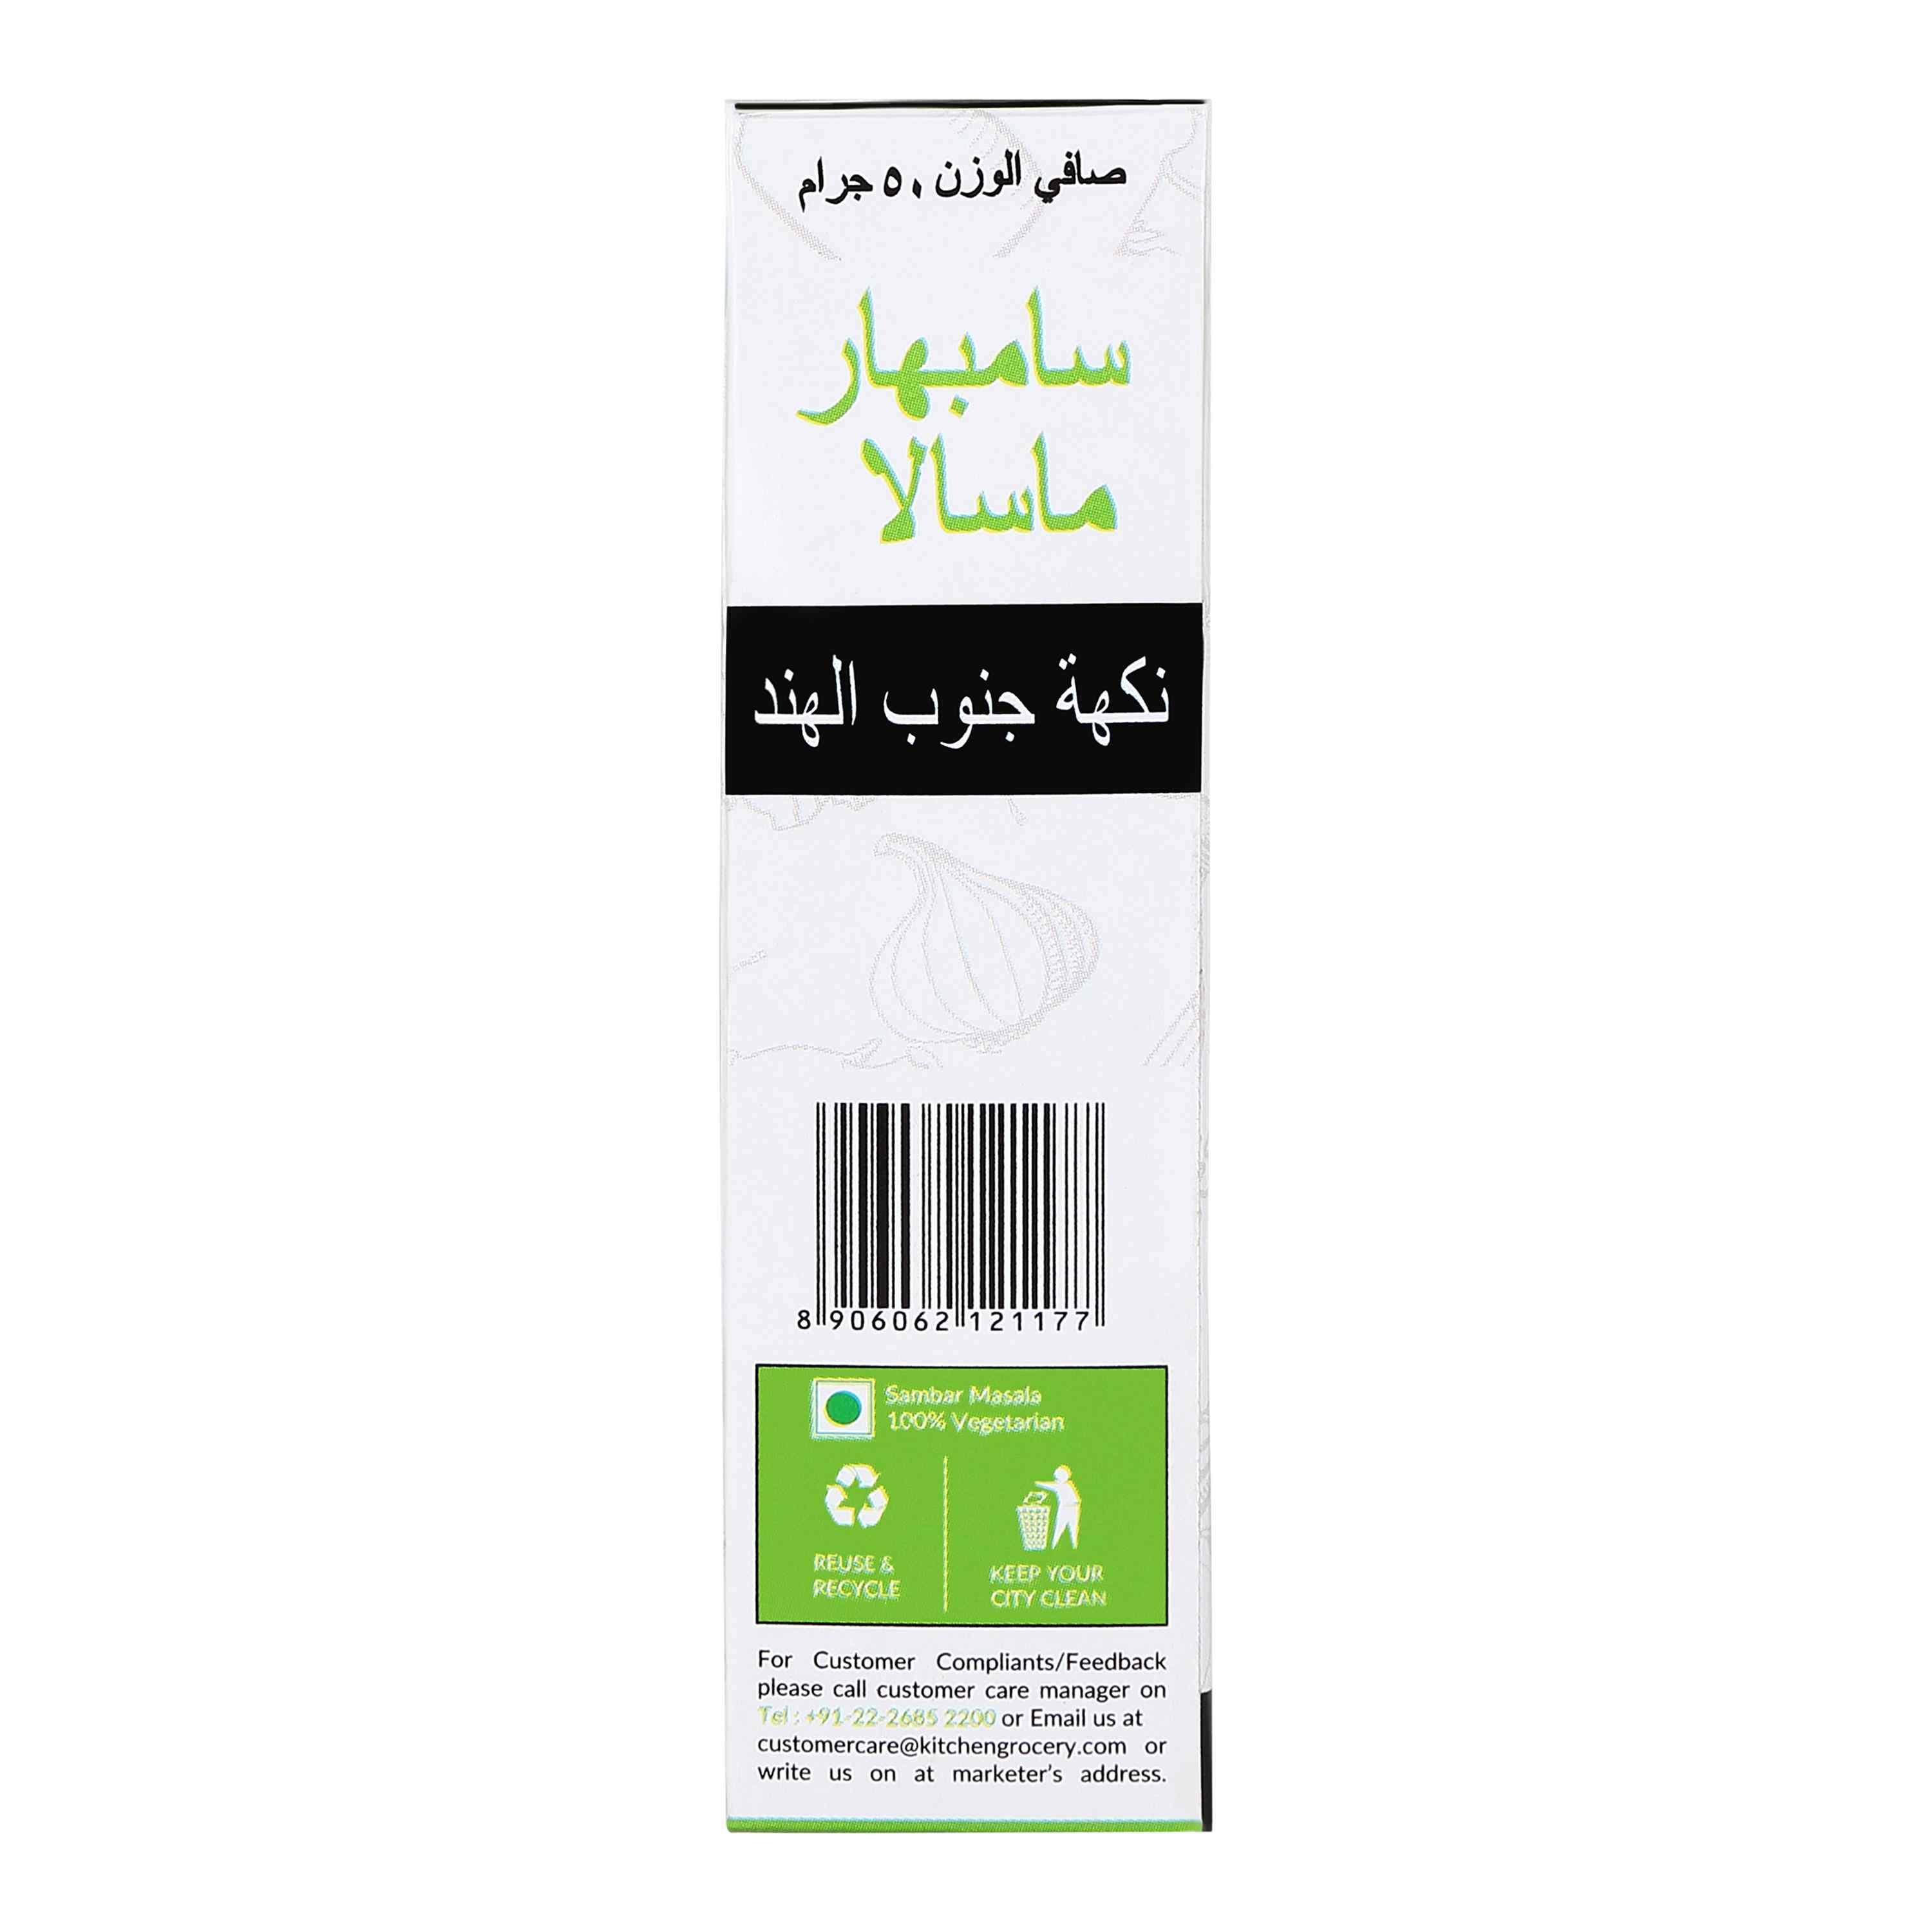 صافي الوزن ٥٠ جرام
سامبهار
ماسالا
نكهة جنوب الهند
8 906062 121177
Sambar Masala
100% Vegetarian
REUSE &
RECYCLE
KEEP YOUR
CITY CLEAN
For Customer Compliants/Feedback
please call customer care manager on
Tel : +91-22-2685 2200 or Email us at
customercare@kitchengrocery.com or
write us on at marketer's address.